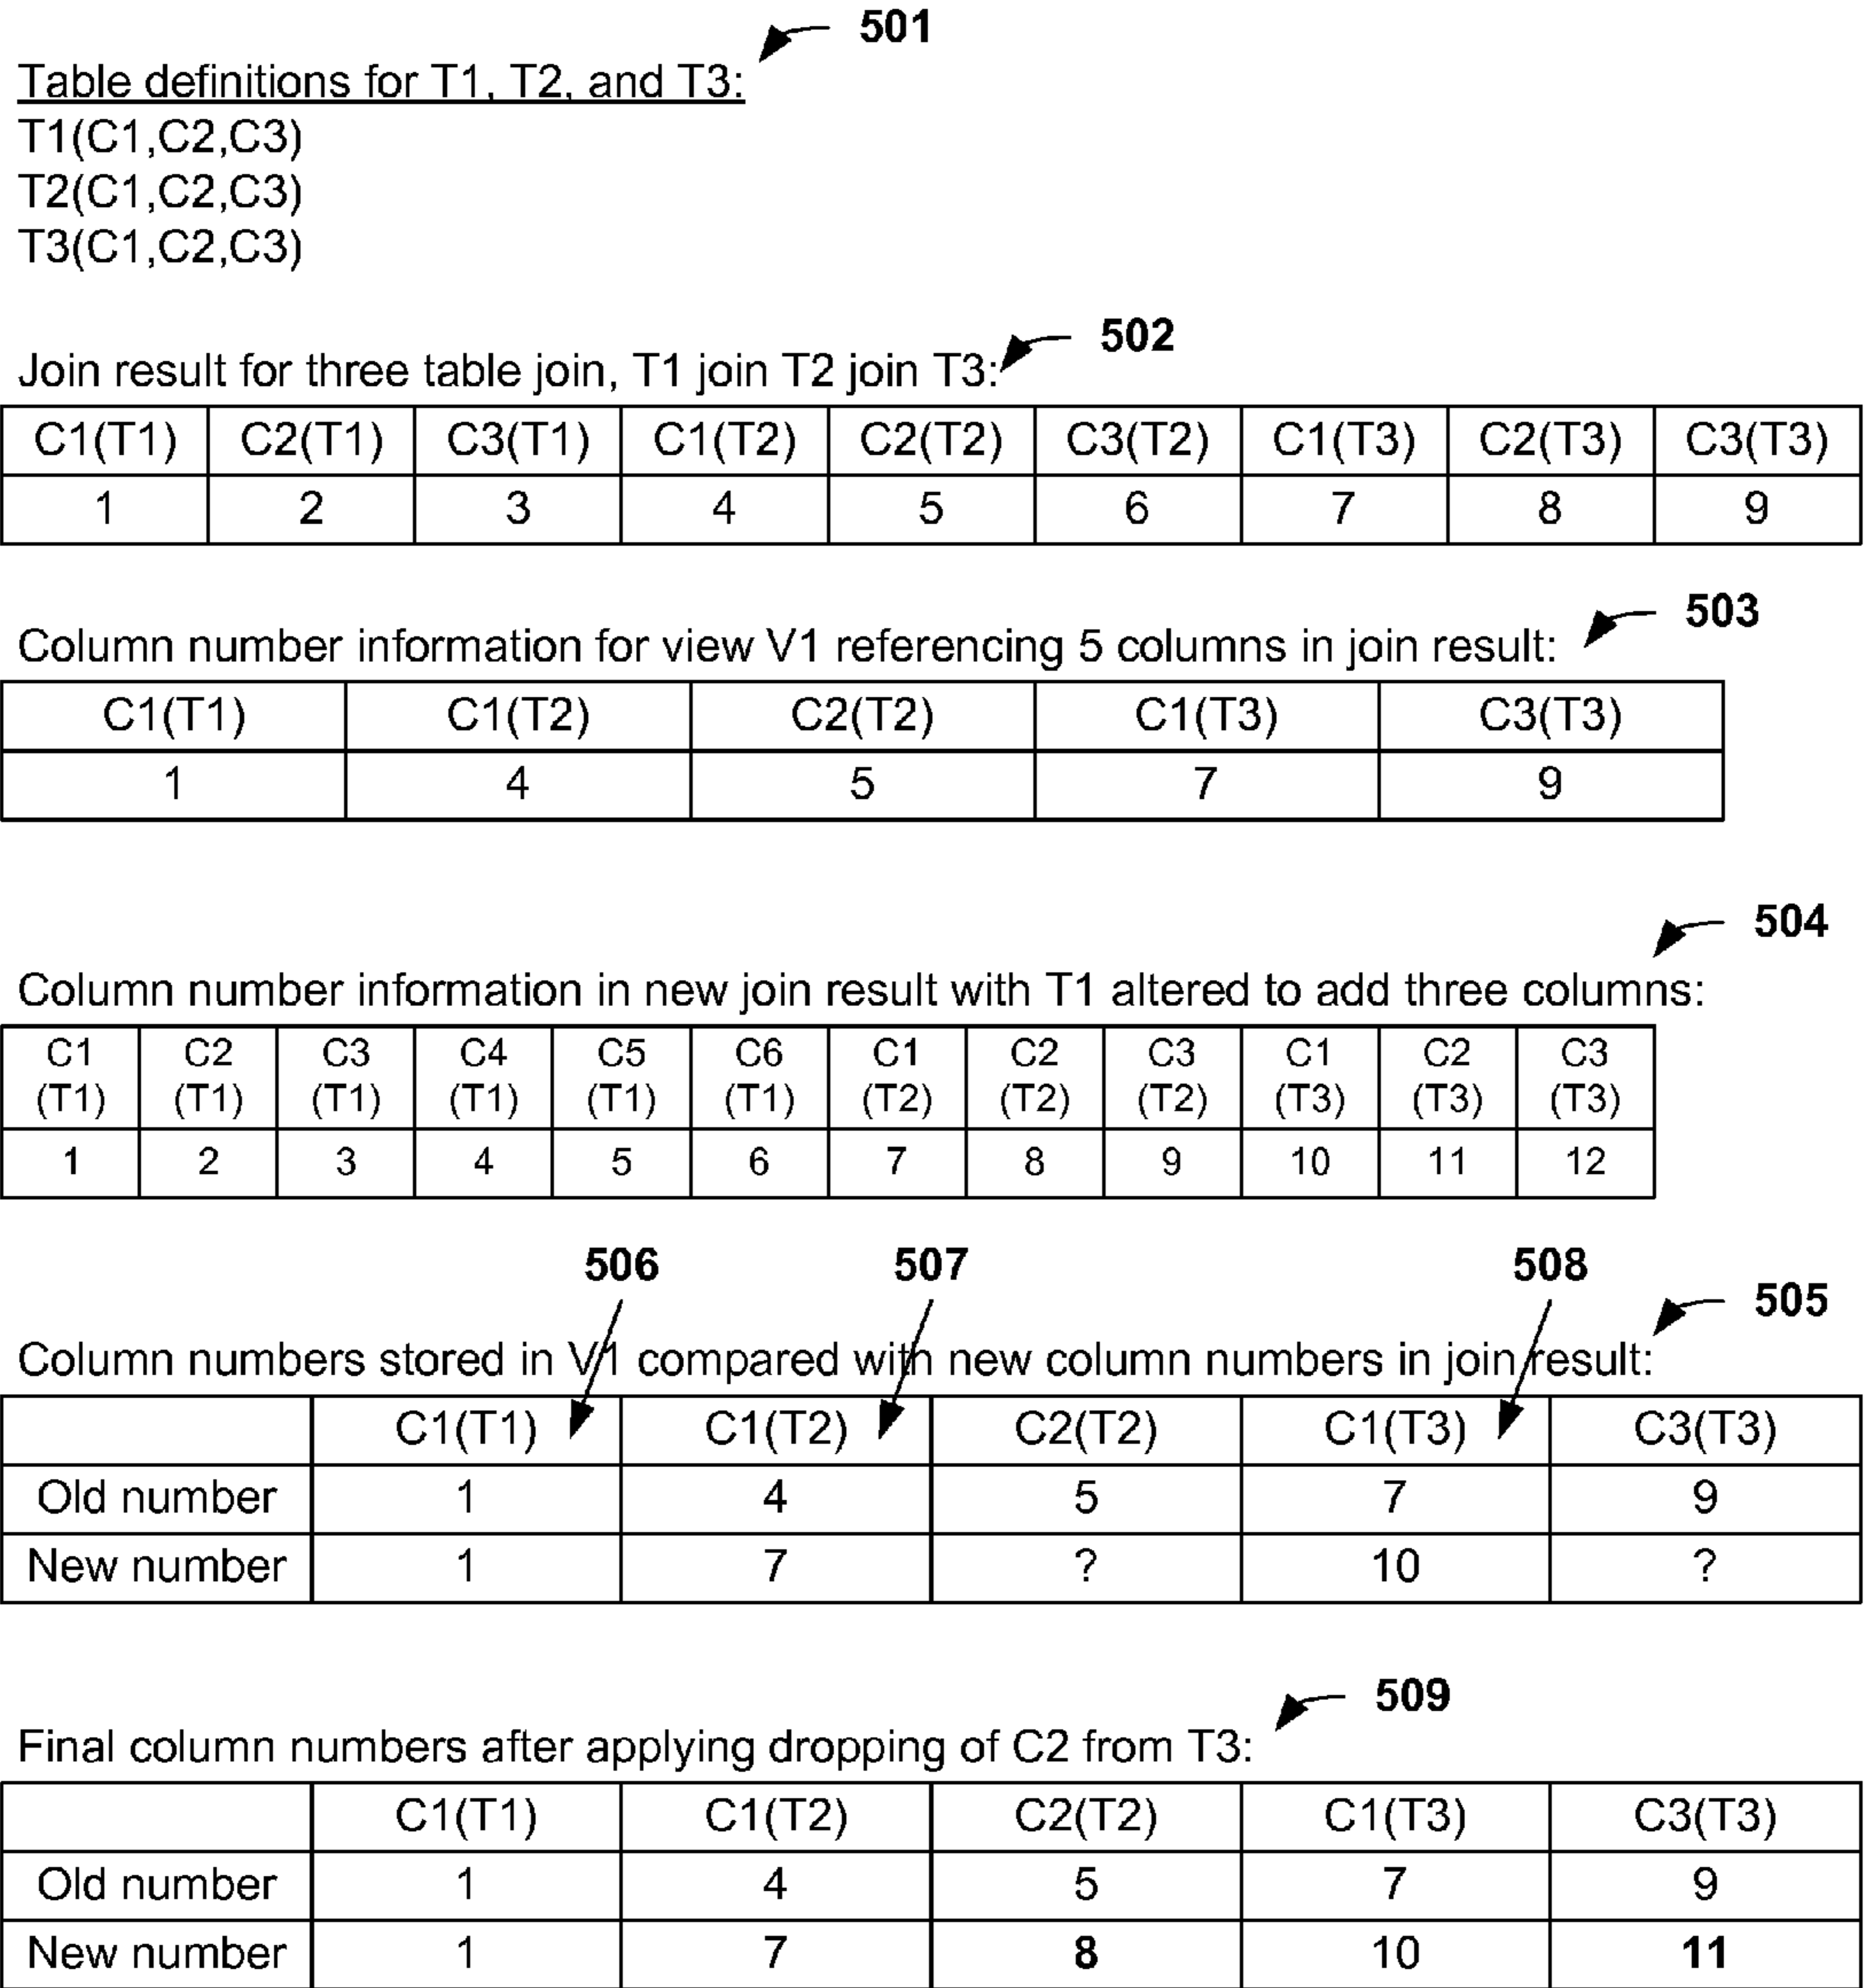 501
Table definitions for T1, T2, and T3:
T1(C1,C2,C3)
T2(C1,C2,C3)
T3(C1,C2,C3)
502
Join result for three table join, T1 join T2 join T3:
C1(T1) C2(T1) C3(T1) C1(T2) C2(T2) C3(T2) C1(T3) C2(T3) C3(T3)
1 2 3 4 5 6 7 8 9
503
Column number information for view V1 referencing 5 columns in join result:
C1(T1) C1(T2) C2(T2) C1(T3) C3(T3)
1 4 5 7 9
504
Column number information in new join result with T1 altered to add three columns:
C1 C2 C3 C4 C5 C6 C1 C2 C3 C1 C2 C3
(T1) (T1) (T1) (T1) (T1) (T1) (T2) (T2) (T2) (T3) (T3) (T3)
1 2 3 4 5 6 7 8 9 10 11 12
506 507 508
505
Column numbers stored in V1 compared with new column numbers in join result:
C1(T1) C1(T2) C2(T2) C1(T3) C3(T3)
Old number 1 4 5 7 9
New number 1 7 ? 10 ?
509
Final column numbers after applying dropping of C2 from T3:
C1(T1) C1(T2) C2(T2) C1(T3) C3(T3)
Old number 1 4 5 7 9
New number 1 7 8 10 11